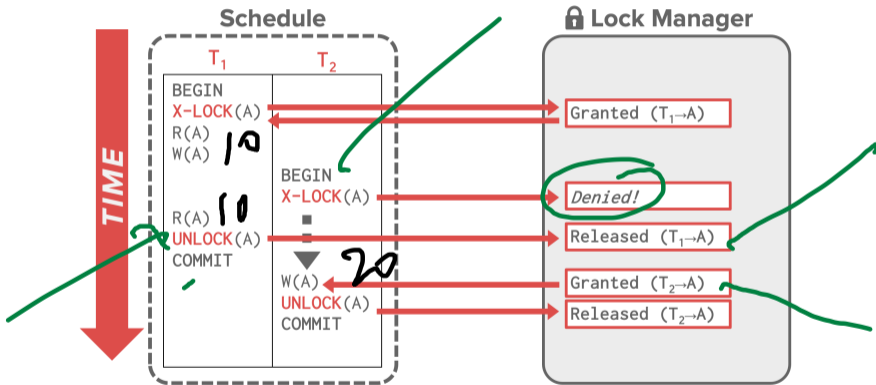 Schedule
Lock Manager
TIME
T₁
T₂
BEGIN
X-LOCK(A)
R(A)
W(A)
10
BEGIN
X-LOCK(A)
R(A) 10
UNLOCK(A)
COMMIT
W(A) 20
UNLOCK(A)
COMMIT
Granted (T₁→A)
Denied!
Released (T₁→A)
Granted (T₂→A)
Released (T₂→A)